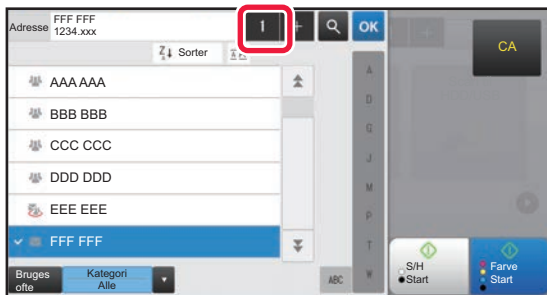 Adresse
FFF FFF
1234.xxx
1
+
OK
CA
Z
A
Sorter
AAA AAA
BBB BBB
CCC CCC
DDD DDD
EEE EEE
FFF FFF
A
D
G
J
M
P
T
W
Bruges
ofte
Kategori
Alle
ABC
S/H
Start
Farve
Start